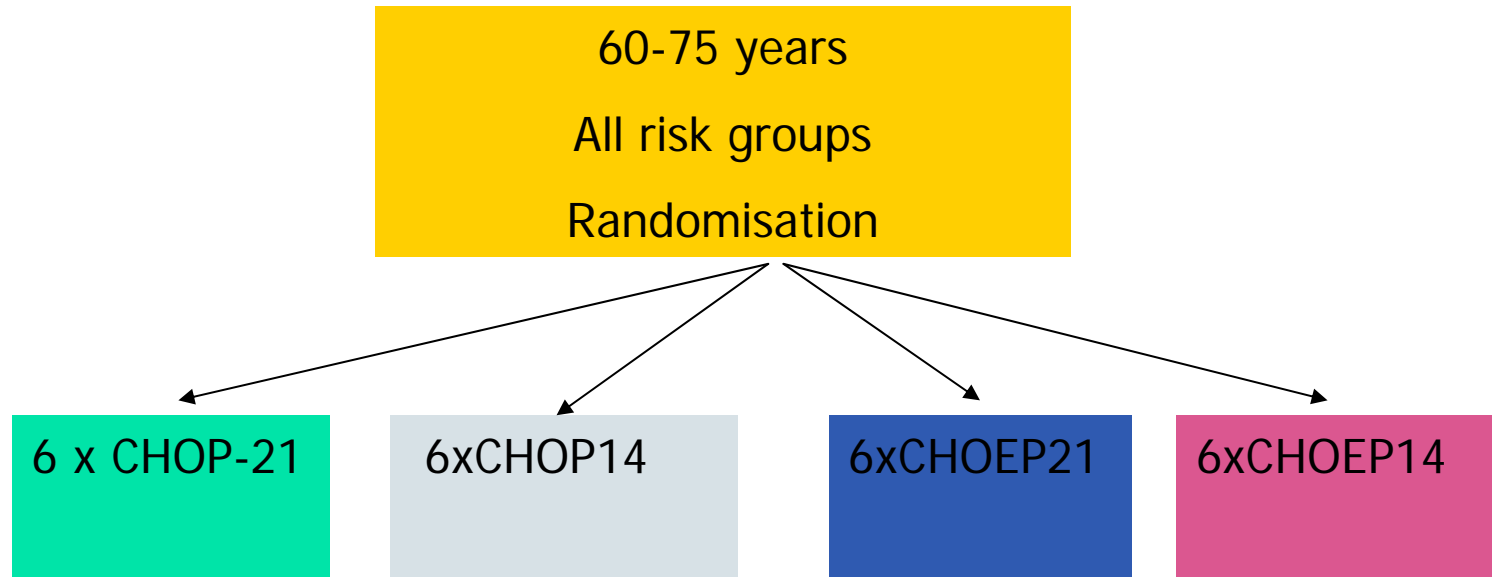 60-75 years
All risk groups
Randomisation
6 x CHOP-21
6xCHOP14
6xCHOEP21
6xCHOEP14